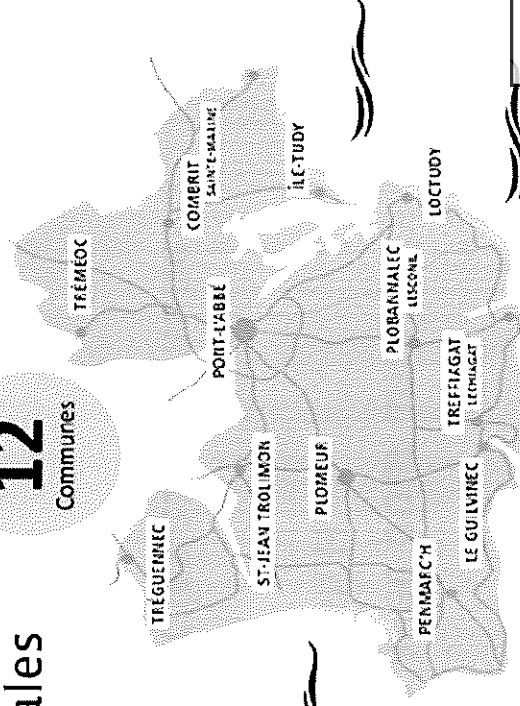 ales
12
Communes
TRÉMÉOC
TRÉGUENNEC
COMBRIT
SAINTE-MARINE
PONT-L'ABBÉ
ST-JEAN TROLIMON
ÎLE-TUDY
PLOMEUR
PLOBANNALEC
LESCONIL
PENMARC'H
LOCTUDY
TREFFIAGAT
LECHIAGAT
LE GUILVINEC